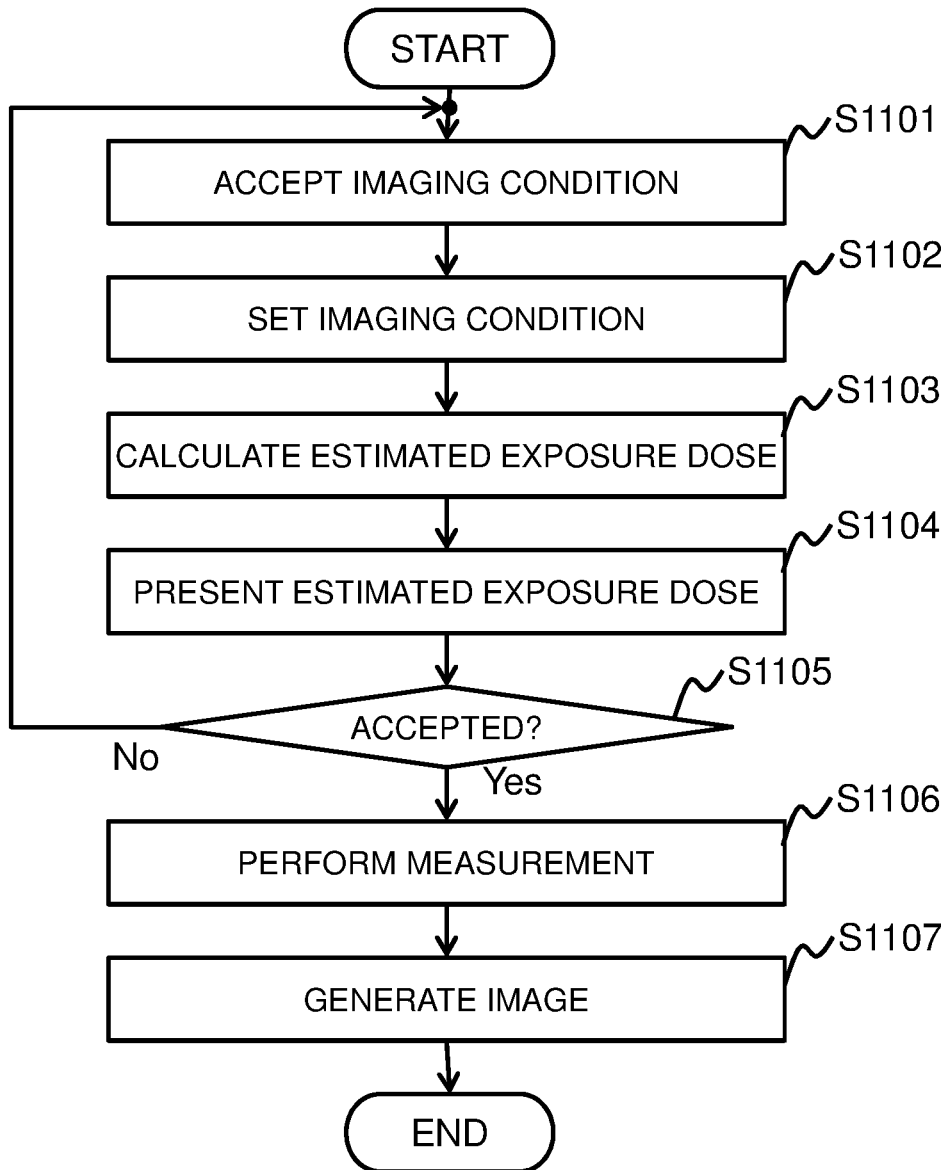 START
S1101
ACCEPT IMAGING CONDITION
S1102
SET IMAGING CONDITION
S1103
CALCULATE ESTIMATED EXPOSURE DOSE
S1104
PRESENT ESTIMATED EXPOSURE DOSE
S1105
ACCEPTED?
No
Yes
S1106
PERFORM MEASUREMENT
S1107
GENERATE IMAGE
END